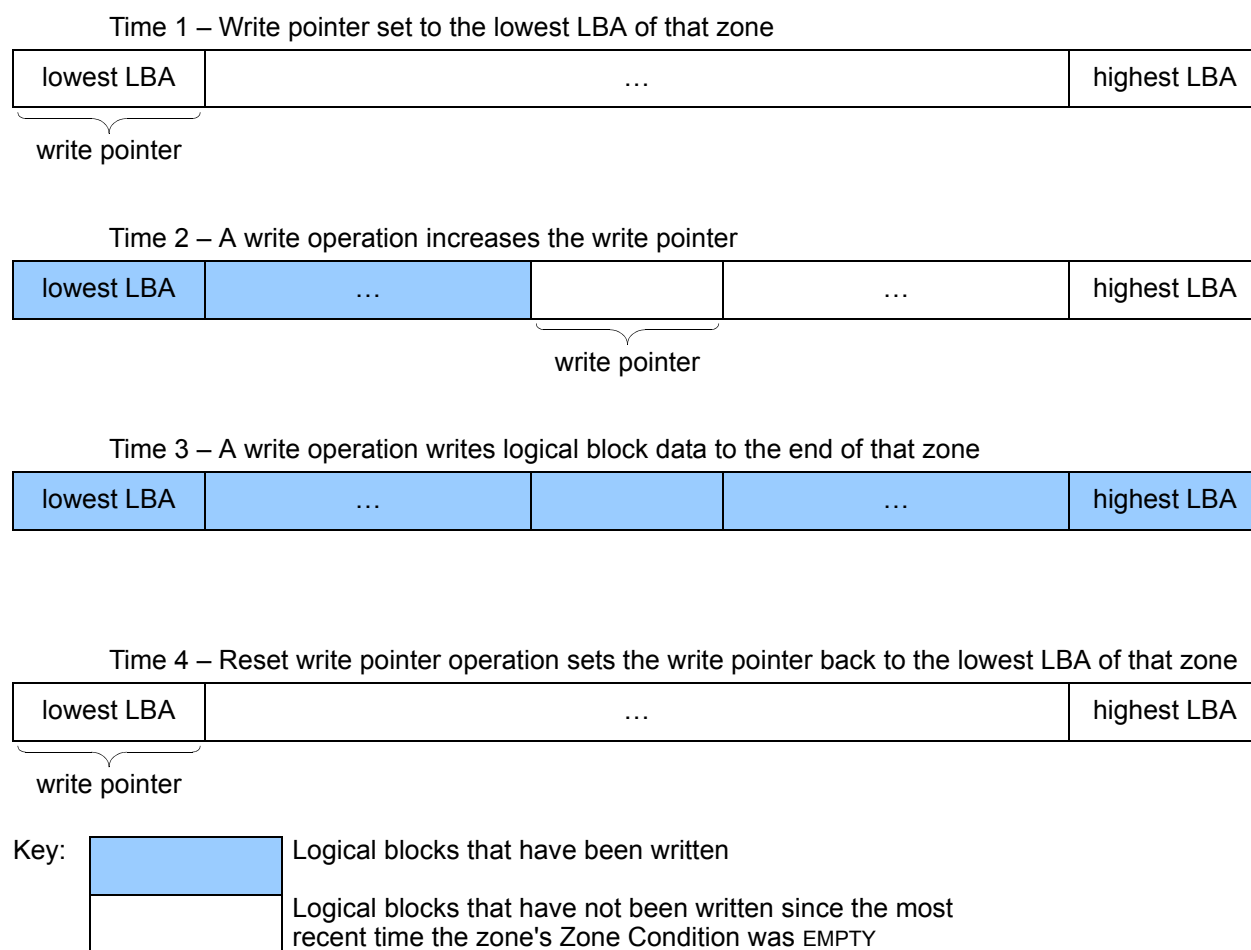 Time 1 – Write pointer set to the lowest LBA of that zone
lowest LBA … highest LBA
write pointer
Time 2 – A write operation increases the write pointer
lowest LBA … … highest LBA
write pointer
Time 3 – A write operation writes logical block data to the end of that zone
lowest LBA … … highest LBA
Time 4 – Reset write pointer operation sets the write pointer back to the lowest LBA of that zone
lowest LBA … highest LBA
write pointer
Key: Logical blocks that have been written
Logical blocks that have not been written since the most
recent time the zone's Zone Condition was EMPTY